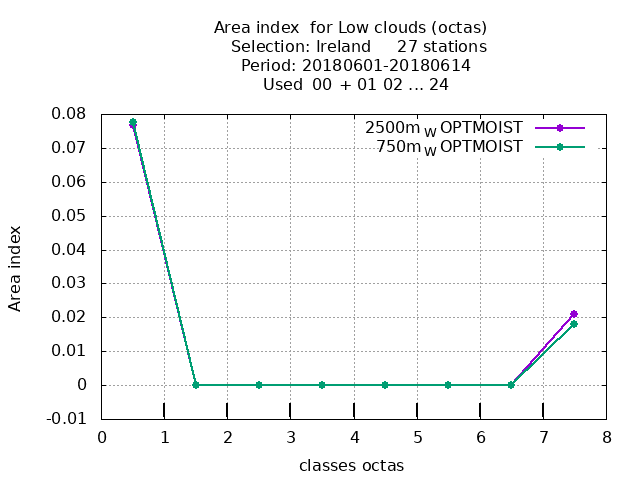 Area index  for Low clouds (octas)
Selection: Ireland     27 stations
Period: 20180601-20180614
Used  00 + 01 02 ... 24
2500m W OPTMOIST
750m W OPTMOIST
0.08
0.07
0.06
0.05
0.04
0.03
0.02
0.01
0
-0.01
Area index
0 1 2 3 4 5 6 7 8
classes octas